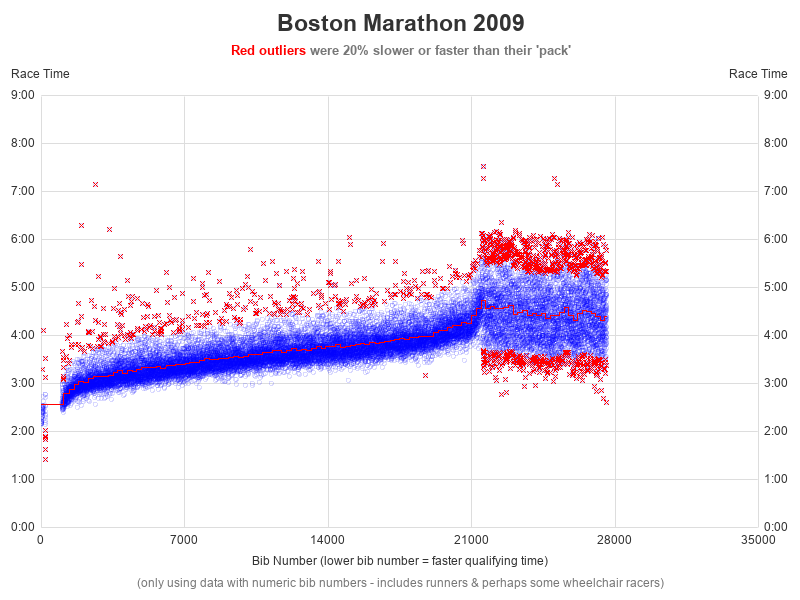 Boston Marathon 2009
Red outliers were 20% slower or faster than their 'pack'
Race Time Race Time
9:00 9:00
8:00 8:00
7:00 7:00
6:00 6:00
5:00 5:00
4:00 4:00
3:00 3:00
2:00 2:00
1:00 1:00
0:00 0:00
0 7000 14000 21000 28000 35000
Bib Number (lower bib number = faster qualifying time)
(only using data with numeric bib numbers - includes runners & perhaps some wheelchair racers)